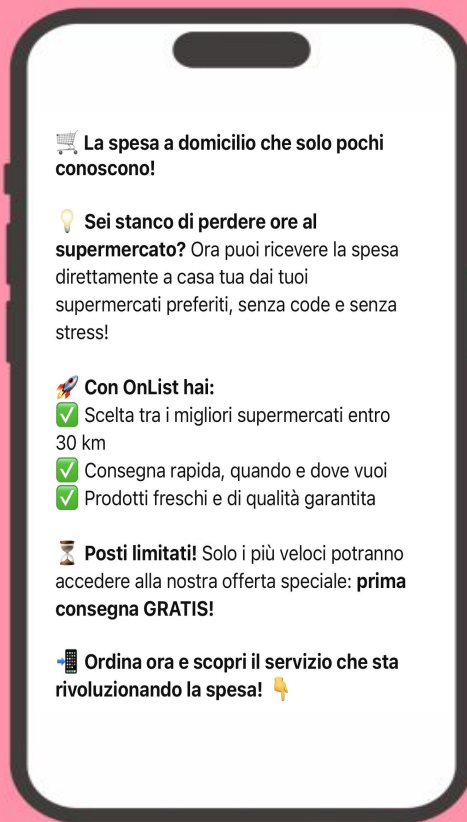 🛒 La spesa a domicilio che solo pochi
conoscono!
💡 Sei stanco di perdere ore al
supermercato? Ora puoi ricevere la spesa
direttamente a casa tua dai tuoi
supermercati preferiti, senza code e senza
stress!
🚀 Con OnList hai:
✅ Scelta tra i migliori supermercati entro
30 km
✅ Consegna rapida, quando e dove vuoi
✅ Prodotti freschi e di qualità garantita
⏳ Posti limitati! Solo i più veloci potranno
accedere alla nostra offerta speciale: prima
consegna GRATIS!
📲 Ordina ora e scopri il servizio che sta
rivoluzionando la spesa! 👇